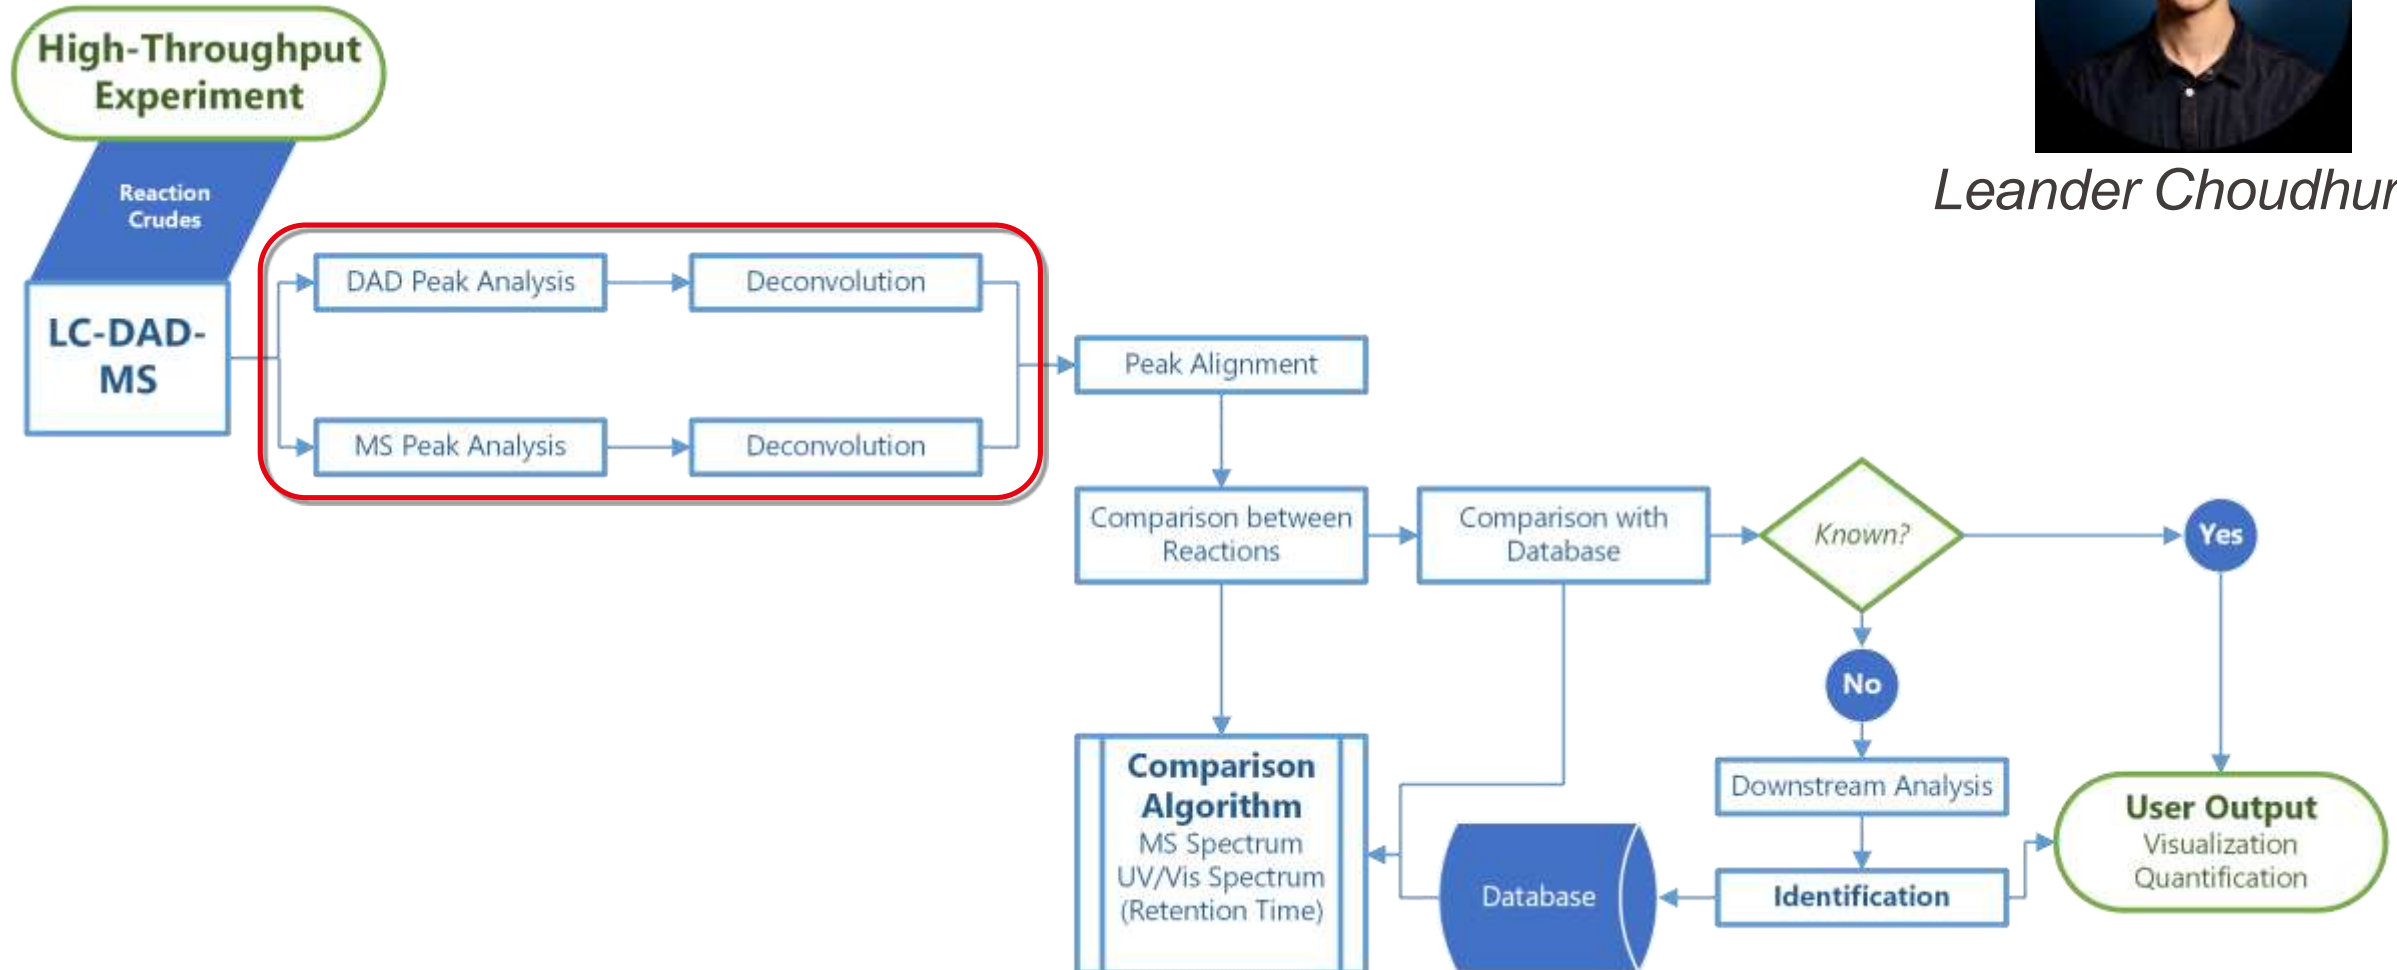 High-Throughput
Experiment
Reaction
Crudes
Leander Choudhur
LC-DAD-
MS
DAD Peak Analysis
Deconvolution
MS Peak Analysis
Deconvolution
Peak Alignment
Comparison between
Reactions
Comparison with
Database
Known?
Yes
No
Comparison
Algorithm
MS Spectrum
UV/Vis Spectrum
(Retention Time)
Database
Downstream Analysis
Identification
User Output
Visualization
Quantification